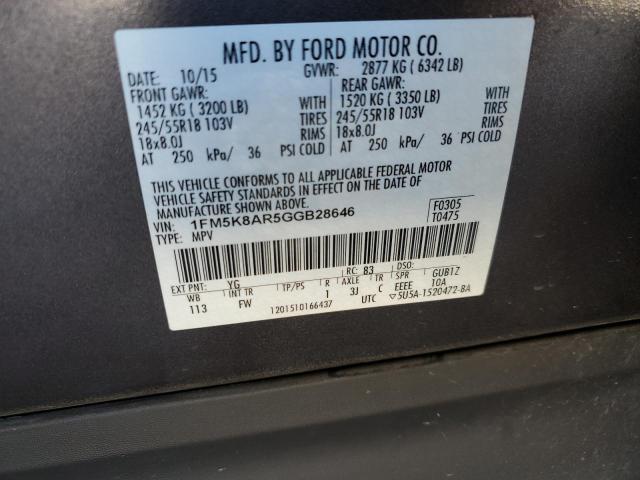 MFD. BY FORD MOTOR CO.
DATE: 10/15 GVWR: 2877 KG ( 6342 LB)
FRONT GAWR: REAR GAWR:
1452 KG ( 3200 LB) WITH 1520 KG ( 3350 LB) WITH
245/55R18 103V TIRES 245/55R18 103V TIRES
18x8.0J RIMS 18x8.0J RIMS
AT 250 kPa/ 36 PSI COLD AT 250 kPa/ 36 PSI COLD
THIS VEHICLE CONFORMS TO ALL APPLICABLE FEDERAL MOTOR
VEHICLE SAFETY STANDARDS IN EFFECT ON THE DATE OF
MANUFACTURE SHOWN ABOVE.
VIN: 1FM5K8AR5GGB28646 F0305
TYPE: MPV T0475
EXT PNT: YG RC: 83 DSO:
WB INT TR TP/PS R AXLE TR SPR GUB1Z
113 FW 1 3J C EEEE 10A
1201510166437 UTC ▽5U5A-1520472-BA